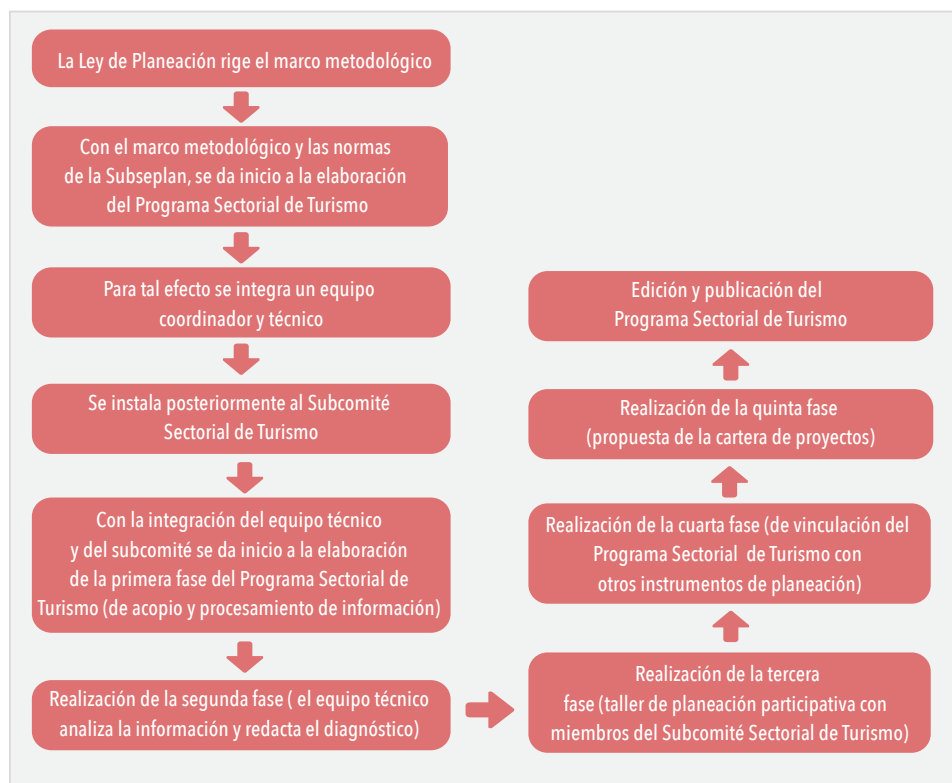 La Ley de Planeación rige el marco metodológico
Con el marco metodológico y las normas
de la Subseplan, se da inicio a la elaboración
del Programa Sectorial de Turismo
Para tal efecto se integra un equipo
coordinador y técnico
Se instala posteriormente al Subcomité
Sectorial de Turismo
Con la integración del equipo técnico
y del subcomité se da inicio a la elaboración
de la primera fase del Programa Sectorial de
Turismo (de acopio y procesamiento de información)
Realización de la segunda fase ( el equipo técnico
analiza la información y redacta el diagnóstico)
Realización de la tercera
fase (taller de planeación participativa con
miembros del Subcomité Sectorial de Turismo)
Realización de la cuarta fase (de vinculación del
Programa Sectorial de Turismo con
otros instrumentos de planeación)
Realización de la quinta fase
(propuesta de la cartera de proyectos)
Edición y publicación del
Programa Sectorial de Turismo